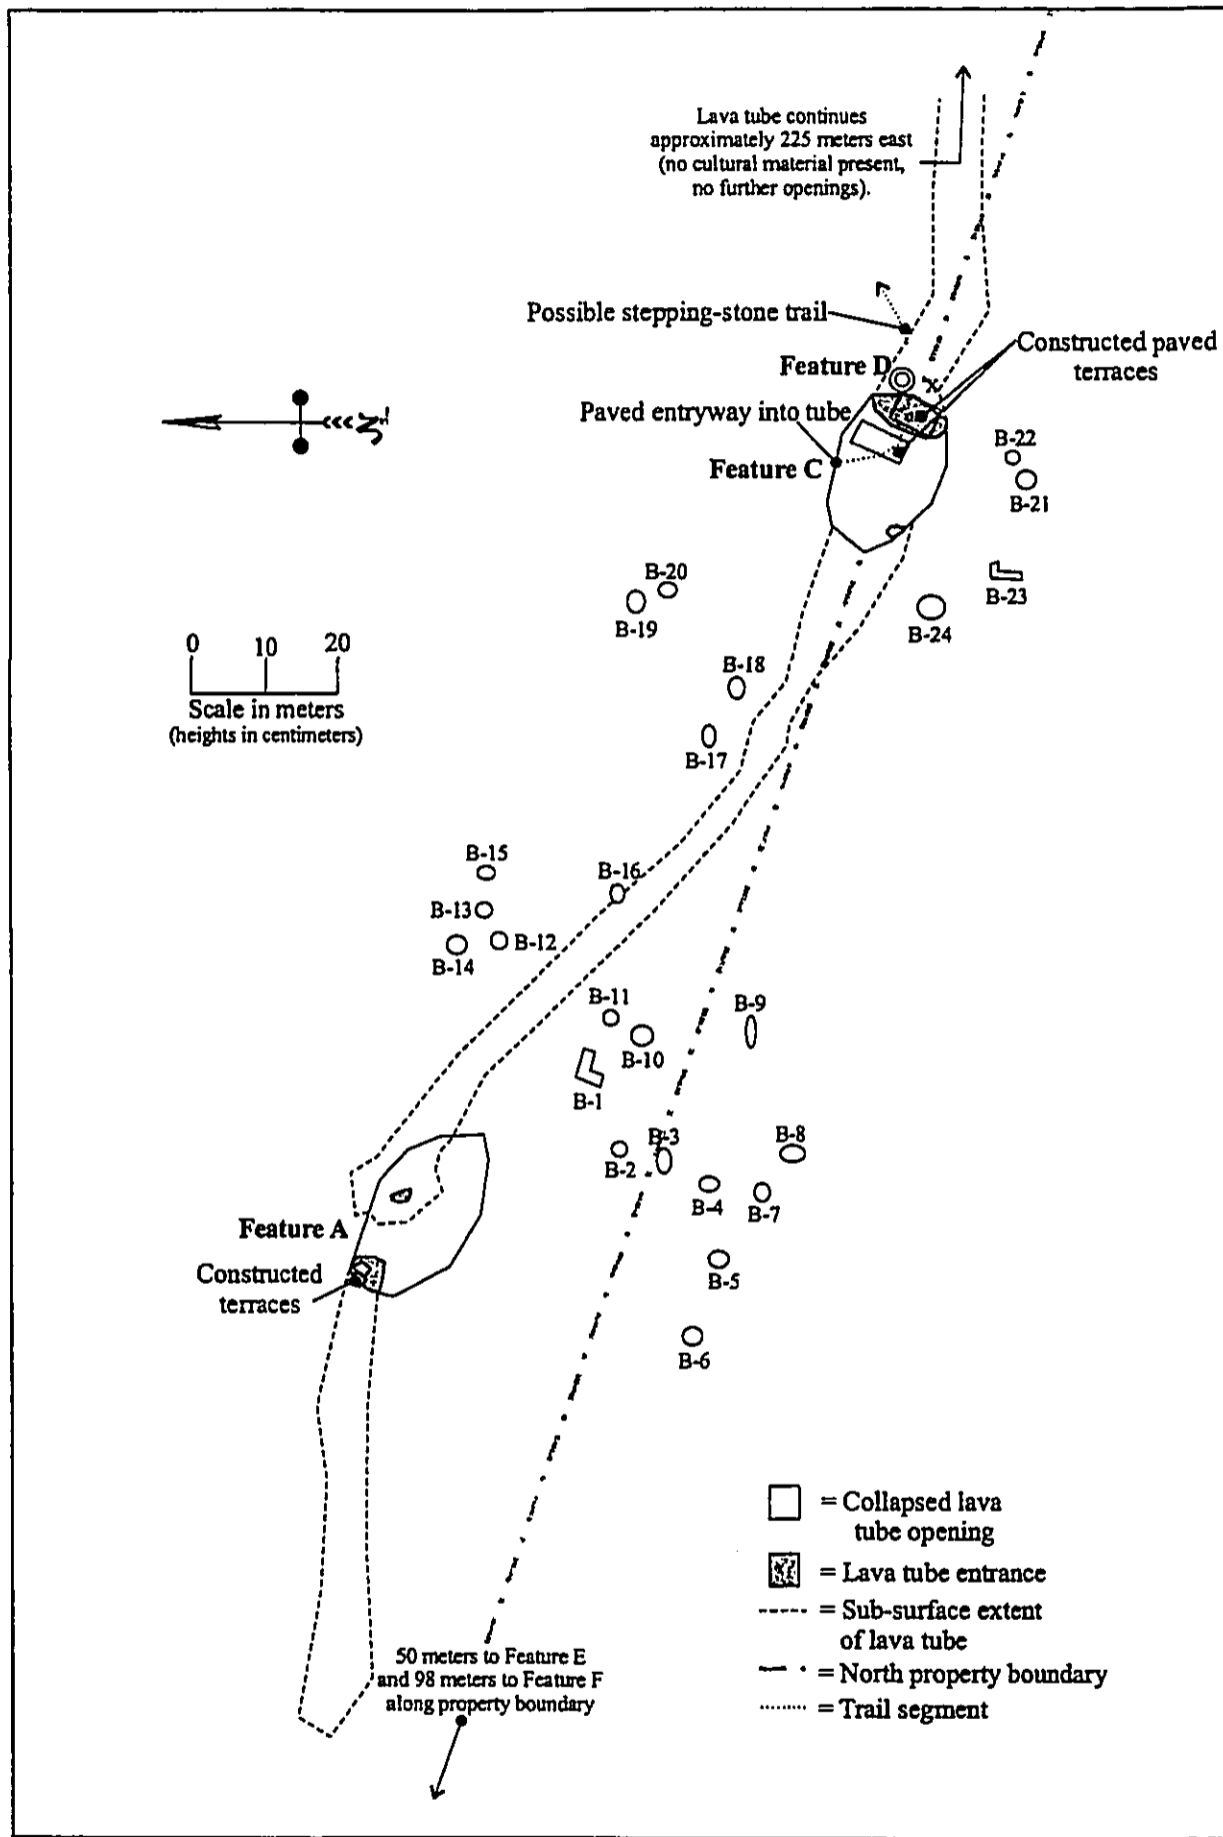 Lava tube continues
approximately 225 meters east
(no cultural material present,
no further openings).
Possible stepping-stone trail
Constructed paved
terraces
Feature D
Paved entryway into tube
Feature C
N
B-22
B-21
B-20
B-19
B-23
B-24
0 10 20
Scale in meters
(heights in centimeters)
B-18
B-17
B-15
B-16
B-13
B-12
B-14
B-11
B-9
B-10
B-1
B-3
B-8
B-2
B-4
B-7
Feature A
Constructed
terraces
B-5
B-6
= Collapsed lava
tube opening
= Lava tube entrance
= Sub-surface extent
of lava tube
= North property boundary
= Trail segment
50 meters to Feature E
and 98 meters to Feature F
along property boundary